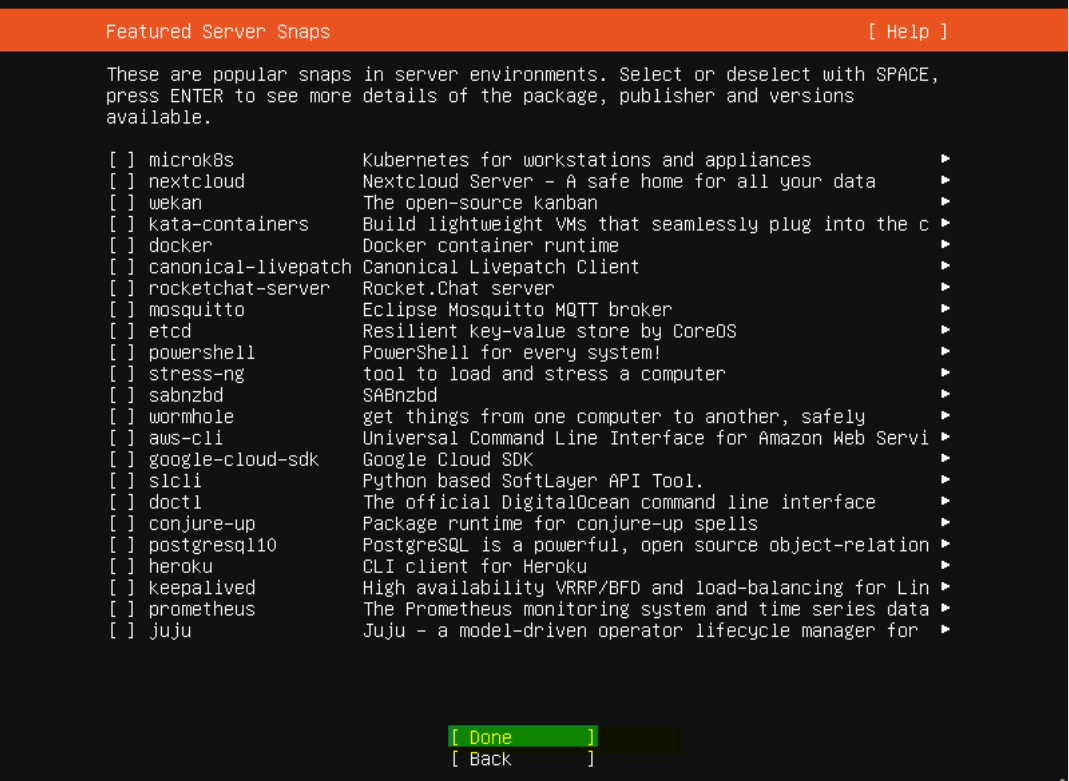 Featured Server Snaps [ Help ]
These are popular snaps in server environments. Select or deselect with SPACE,
press ENTER to see more details of the package, publisher and versions
available.
[ ] microk8s Kubernetes for workstations and appliances ▸
[ ] nextcloud Nextcloud Server – A safe home for all your data ▸
[ ] wekan The open-source kanban ▸
[ ] kata-containers Build lightweight VMs that seamlessly plug into the c ▸
[ ] docker Docker container runtime ▸
[ ] canonical-livepatch Canonical Livepatch Client ▸
[ ] rocketchat-server Rocket.Chat server ▸
[ ] mosquitto Eclipse Mosquitto MQTT broker ▸
[ ] etcd Resilient key-value store by CoreOS ▸
[ ] powershell PowerShell for every system! ▸
[ ] stress-ng tool to load and stress a computer ▸
[ ] sabnzbd SABnzbd ▸
[ ] wormhole get things from one computer to another, safely ▸
[ ] aws-cli Universal Command Line Interface for Amazon Web Servi ▸
[ ] google-cloud-sdk Google Cloud SDK ▸
[ ] slcli Python based SoftLayer API Tool. ▸
[ ] doctl The official DigitalOcean command line interface ▸
[ ] conjure-up Package runtime for conjure-up spells ▸
[ ] postgresql10 PostgreSQL is a powerful, open source object-relation ▸
[ ] heroku CLI client for Heroku ▸
[ ] keepalived High availability VRRP/BFD and load-balancing for Lin ▸
[ ] prometheus The Prometheus monitoring system and time series data ▸
[ ] juju Juju – a model-driven operator lifecycle manager for ▸
[ Done ]
[ Back ]